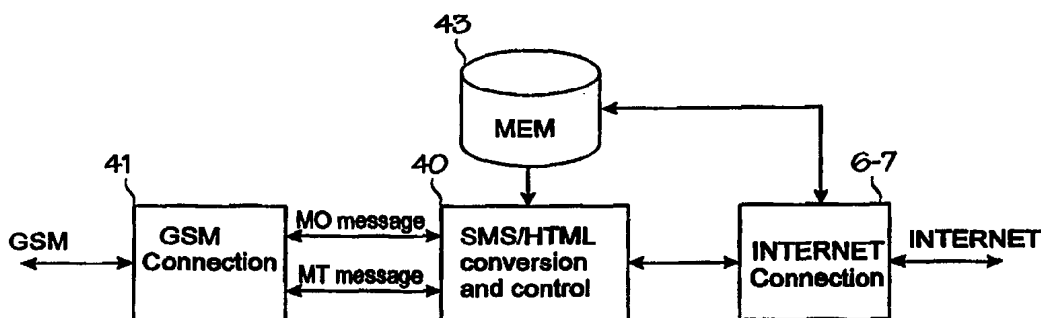 43
MEM
41
40
6-7
GSM
GSM
Connection
MO message
MT message
SMS/HTML
conversion
and control
INTERNET
Connection
INTERNET